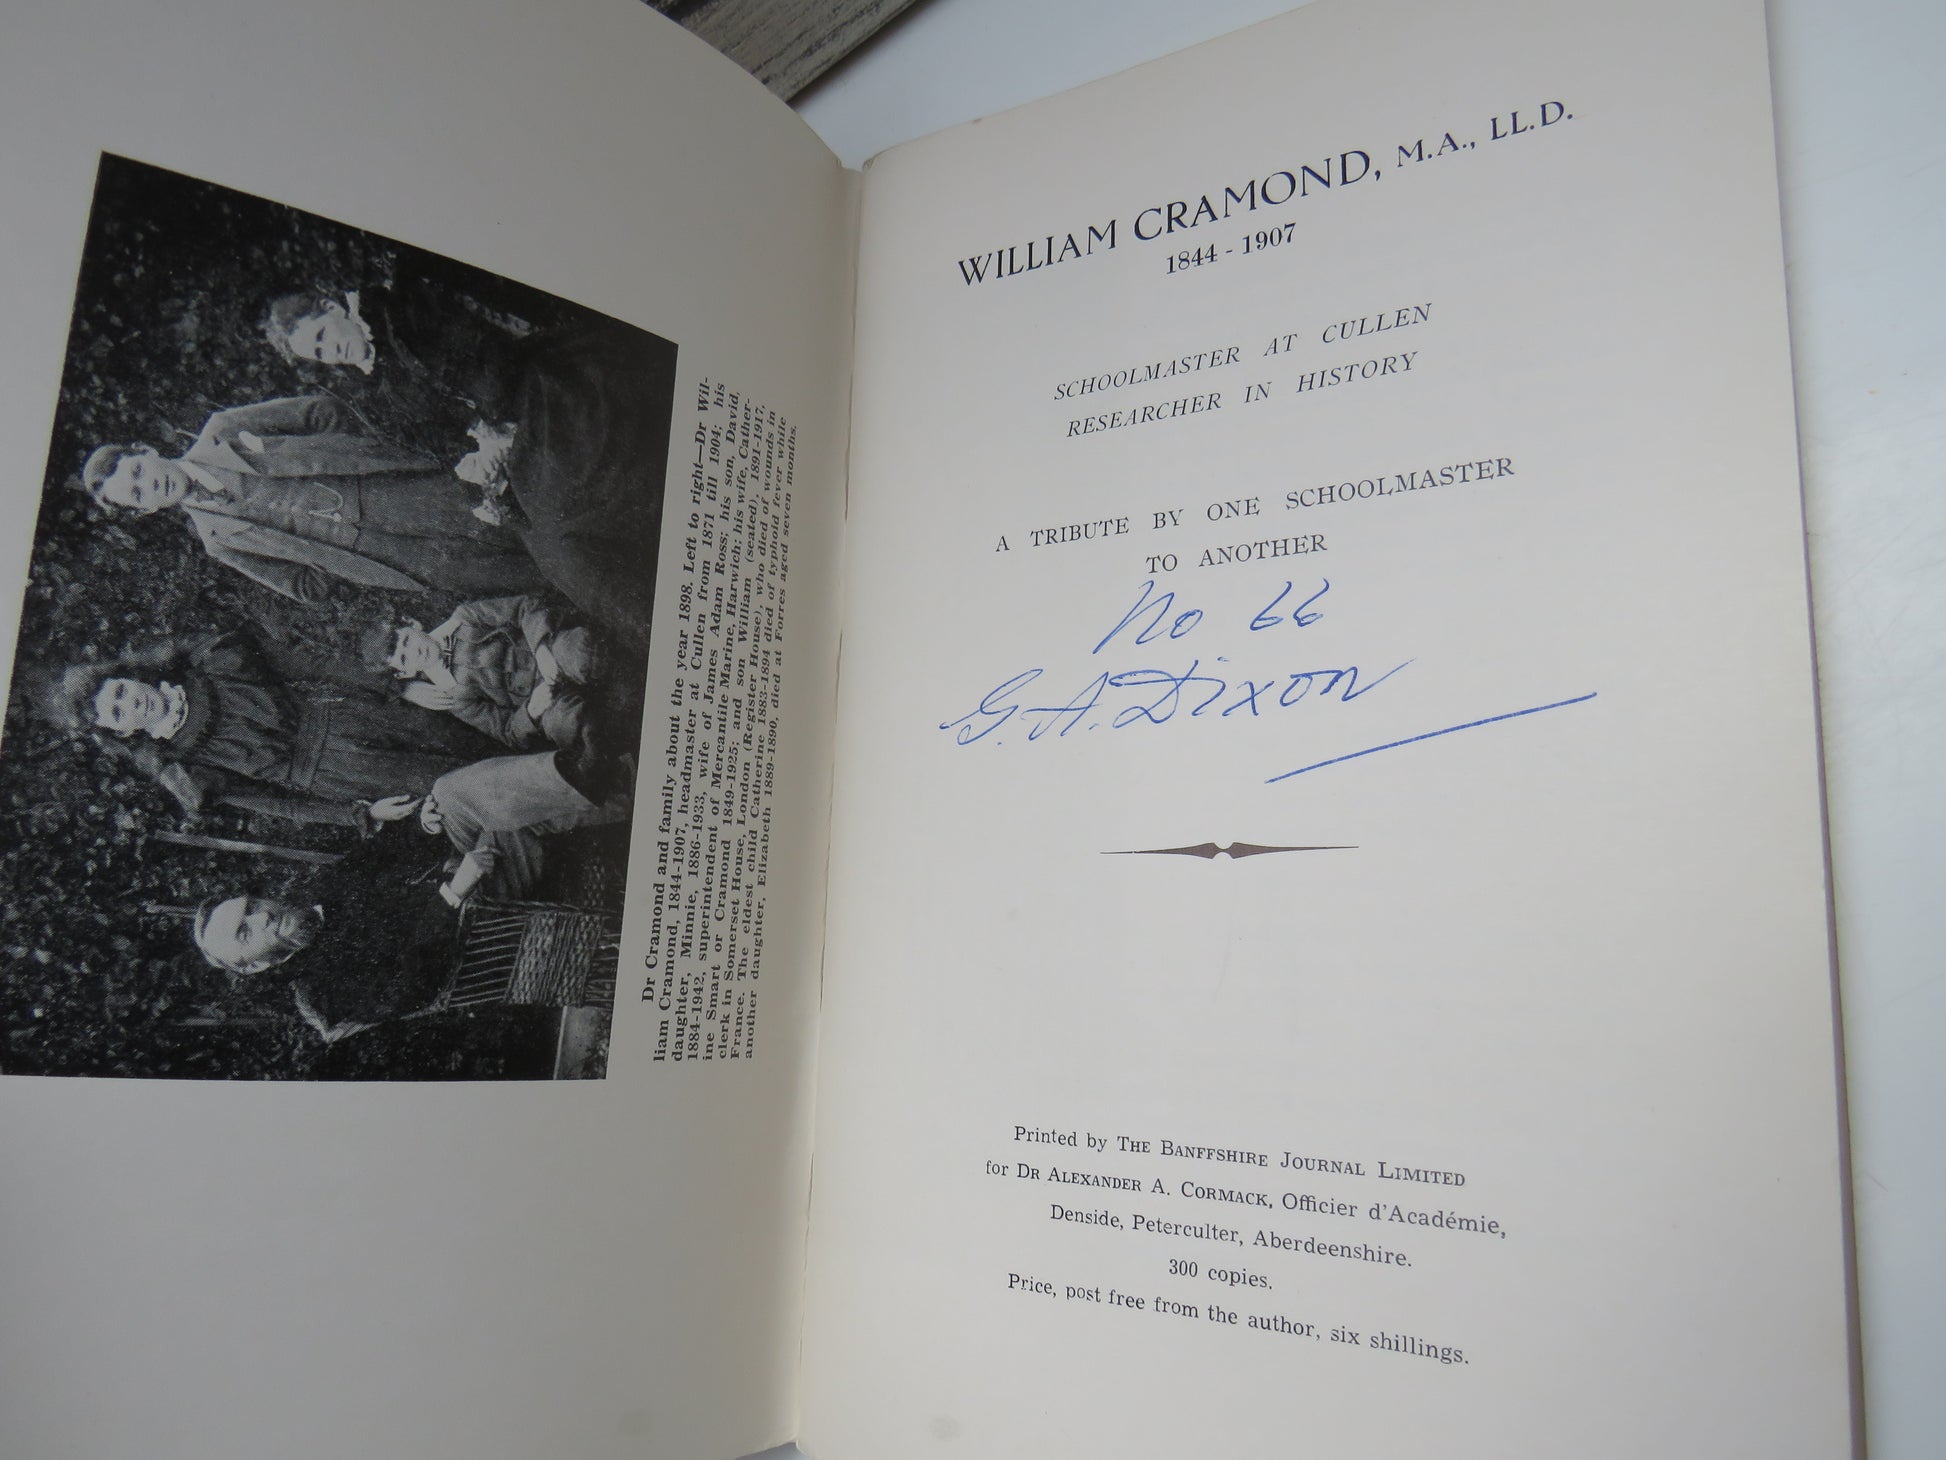 Dr Cramond and family about the year 1898. Left to right—Dr Wil-
liam Cramond, 1844-1907, headmaster at Cullen from 1871 till 1904; his
daughter, Minnie, 1886-1933, wife of James Adam Ross; his son, David,
1884-1942, superintendent of Mercantile Marine, Harwich; his wife, Cather-
ine Smart or Cramond 1849-1925; and son William (seated), 1891-1917,
clerk in Somerset House, London (Register House), who died of wounds in
France. The eldest child Catherine 1883-1894 died of typhoid fever while
another daughter, Elizabeth 1889-1890, died at Forres aged seven months.
WILLIAM CRAMOND, M.A., LL.D.
1844 - 1907
SCHOOLMASTER AT CULLEN
RESEARCHER IN HISTORY
A TRIBUTE BY ONE SCHOOLMASTER
TO ANOTHER
No 66
G. A. Dixon
Printed by THE BANFFSHIRE JOURNAL LIMITED
for DR ALEXANDER A. CORMACK, Officier d'Académie,
Denside, Peterculter, Aberdeenshire.
300 copies.
Price, post free from the author, six shillings.